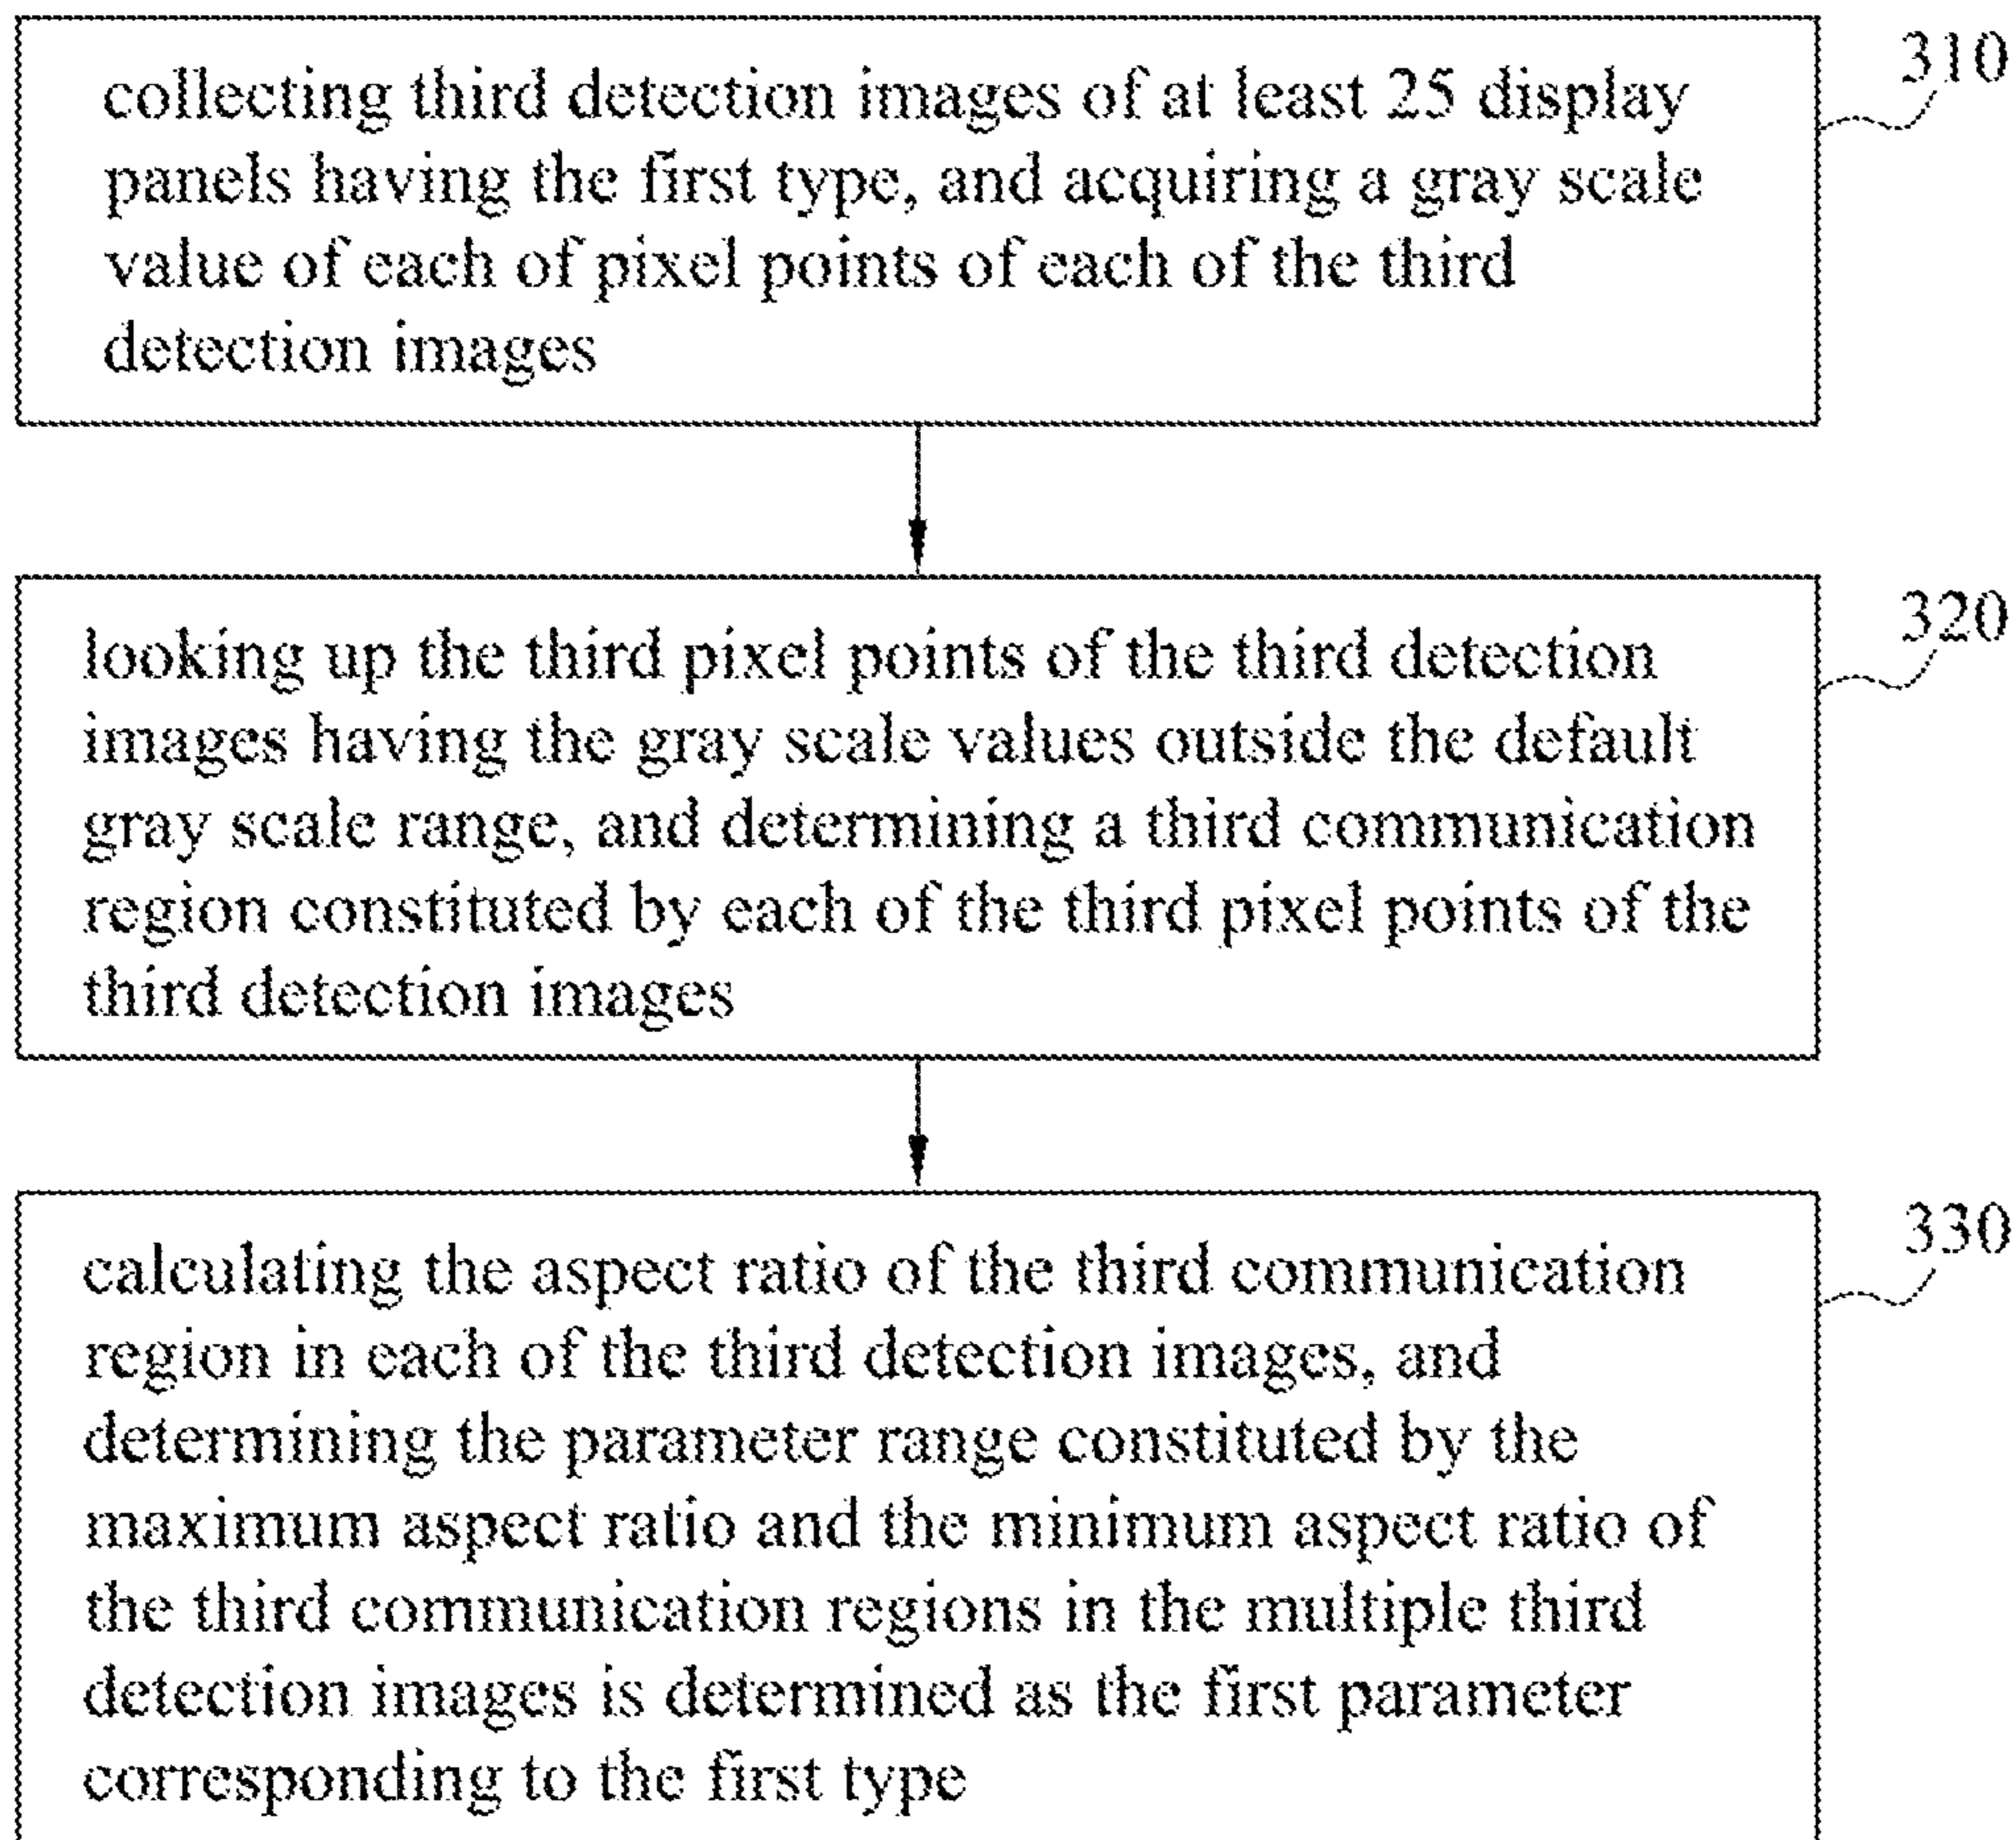 310
collecting third detection images of at least 25 display
panels having the first type, and acquiring a gray scale
value of each of pixel points of each of the third
detection images
320
looking up the third pixel points of the third detection
images having the gray scale values outside the default
gray scale range, and determining a third communication
region constituted by each of the third pixel points of the
third detection images
330
calculating the aspect ratio of the third communication
region in each of the third detection images, and
determining the parameter range constituted by the
maximum aspect ratio and the minimum aspect ratio of
the third communication regions in the multiple third
detection images is determined as the first parameter
corresponding to the first type